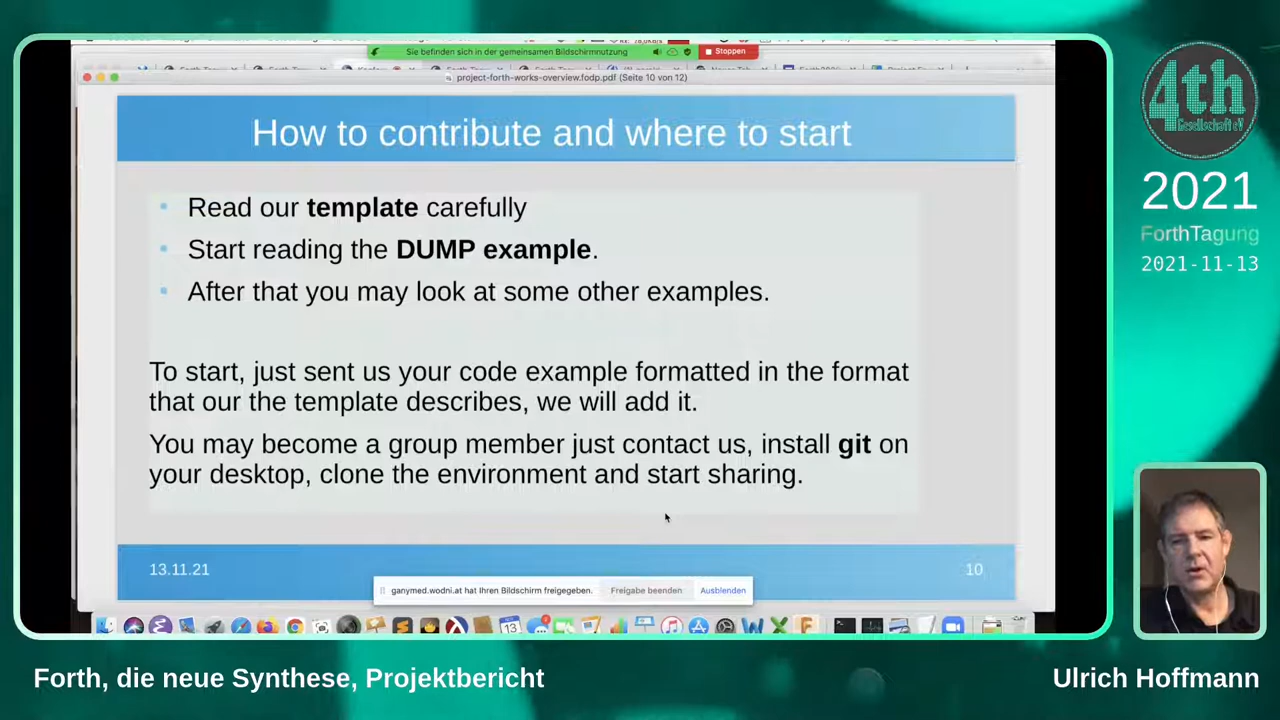 Sie befinden sich in der gemeinsamen Bildschirmnutzung
Stoppen
project-forth-works-overview.fodp.pdf (Seite 10 von 12)
How to contribute and where to start
Read our template carefully
Start reading the DUMP example.
After that you may look at some other examples.
To start, just sent us your code example formatted in the format
that our the template describes, we will add it.
You may become a group member just contact us, install git on
your desktop, clone the environment and start sharing.
13.11.21
10
ganymed.wodni.at hat Ihren Bildschirm freigegeben.
Freigabe beenden
Ausblenden
4th
Gesellschaft eV
2021
ForthTagung
2021-11-13
Forth, die neue Synthese, Projektbericht
Ulrich Hoffmann